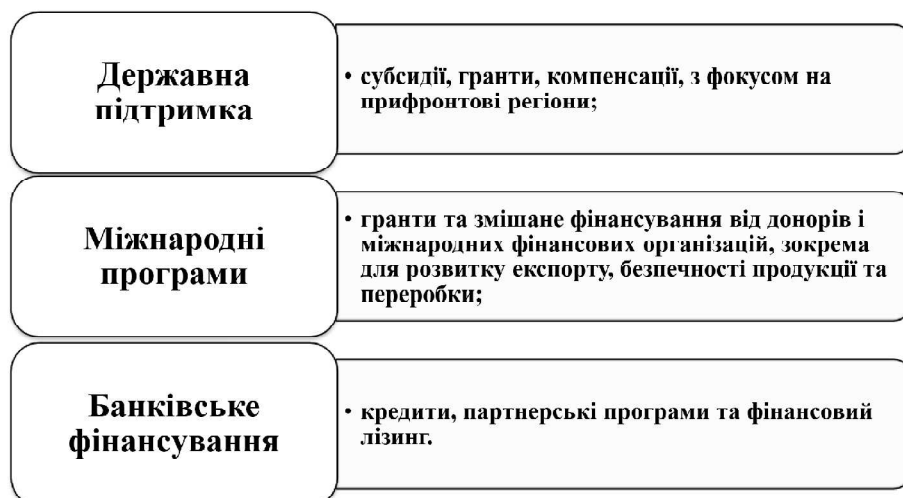 Державна
підтримка
• субсидії, гранти, компенсації, з фокусом на
прифронтові регіони;
Міжнародні
програми
• гранти та змішане фінансування від донорів і
міжнародних фінансових організацій, зокрема
для розвитку експорту, безпечності продукції та
переробки;
Банківське
фінансування
• кредити, партнерські програми та фінансовий
лізинг.